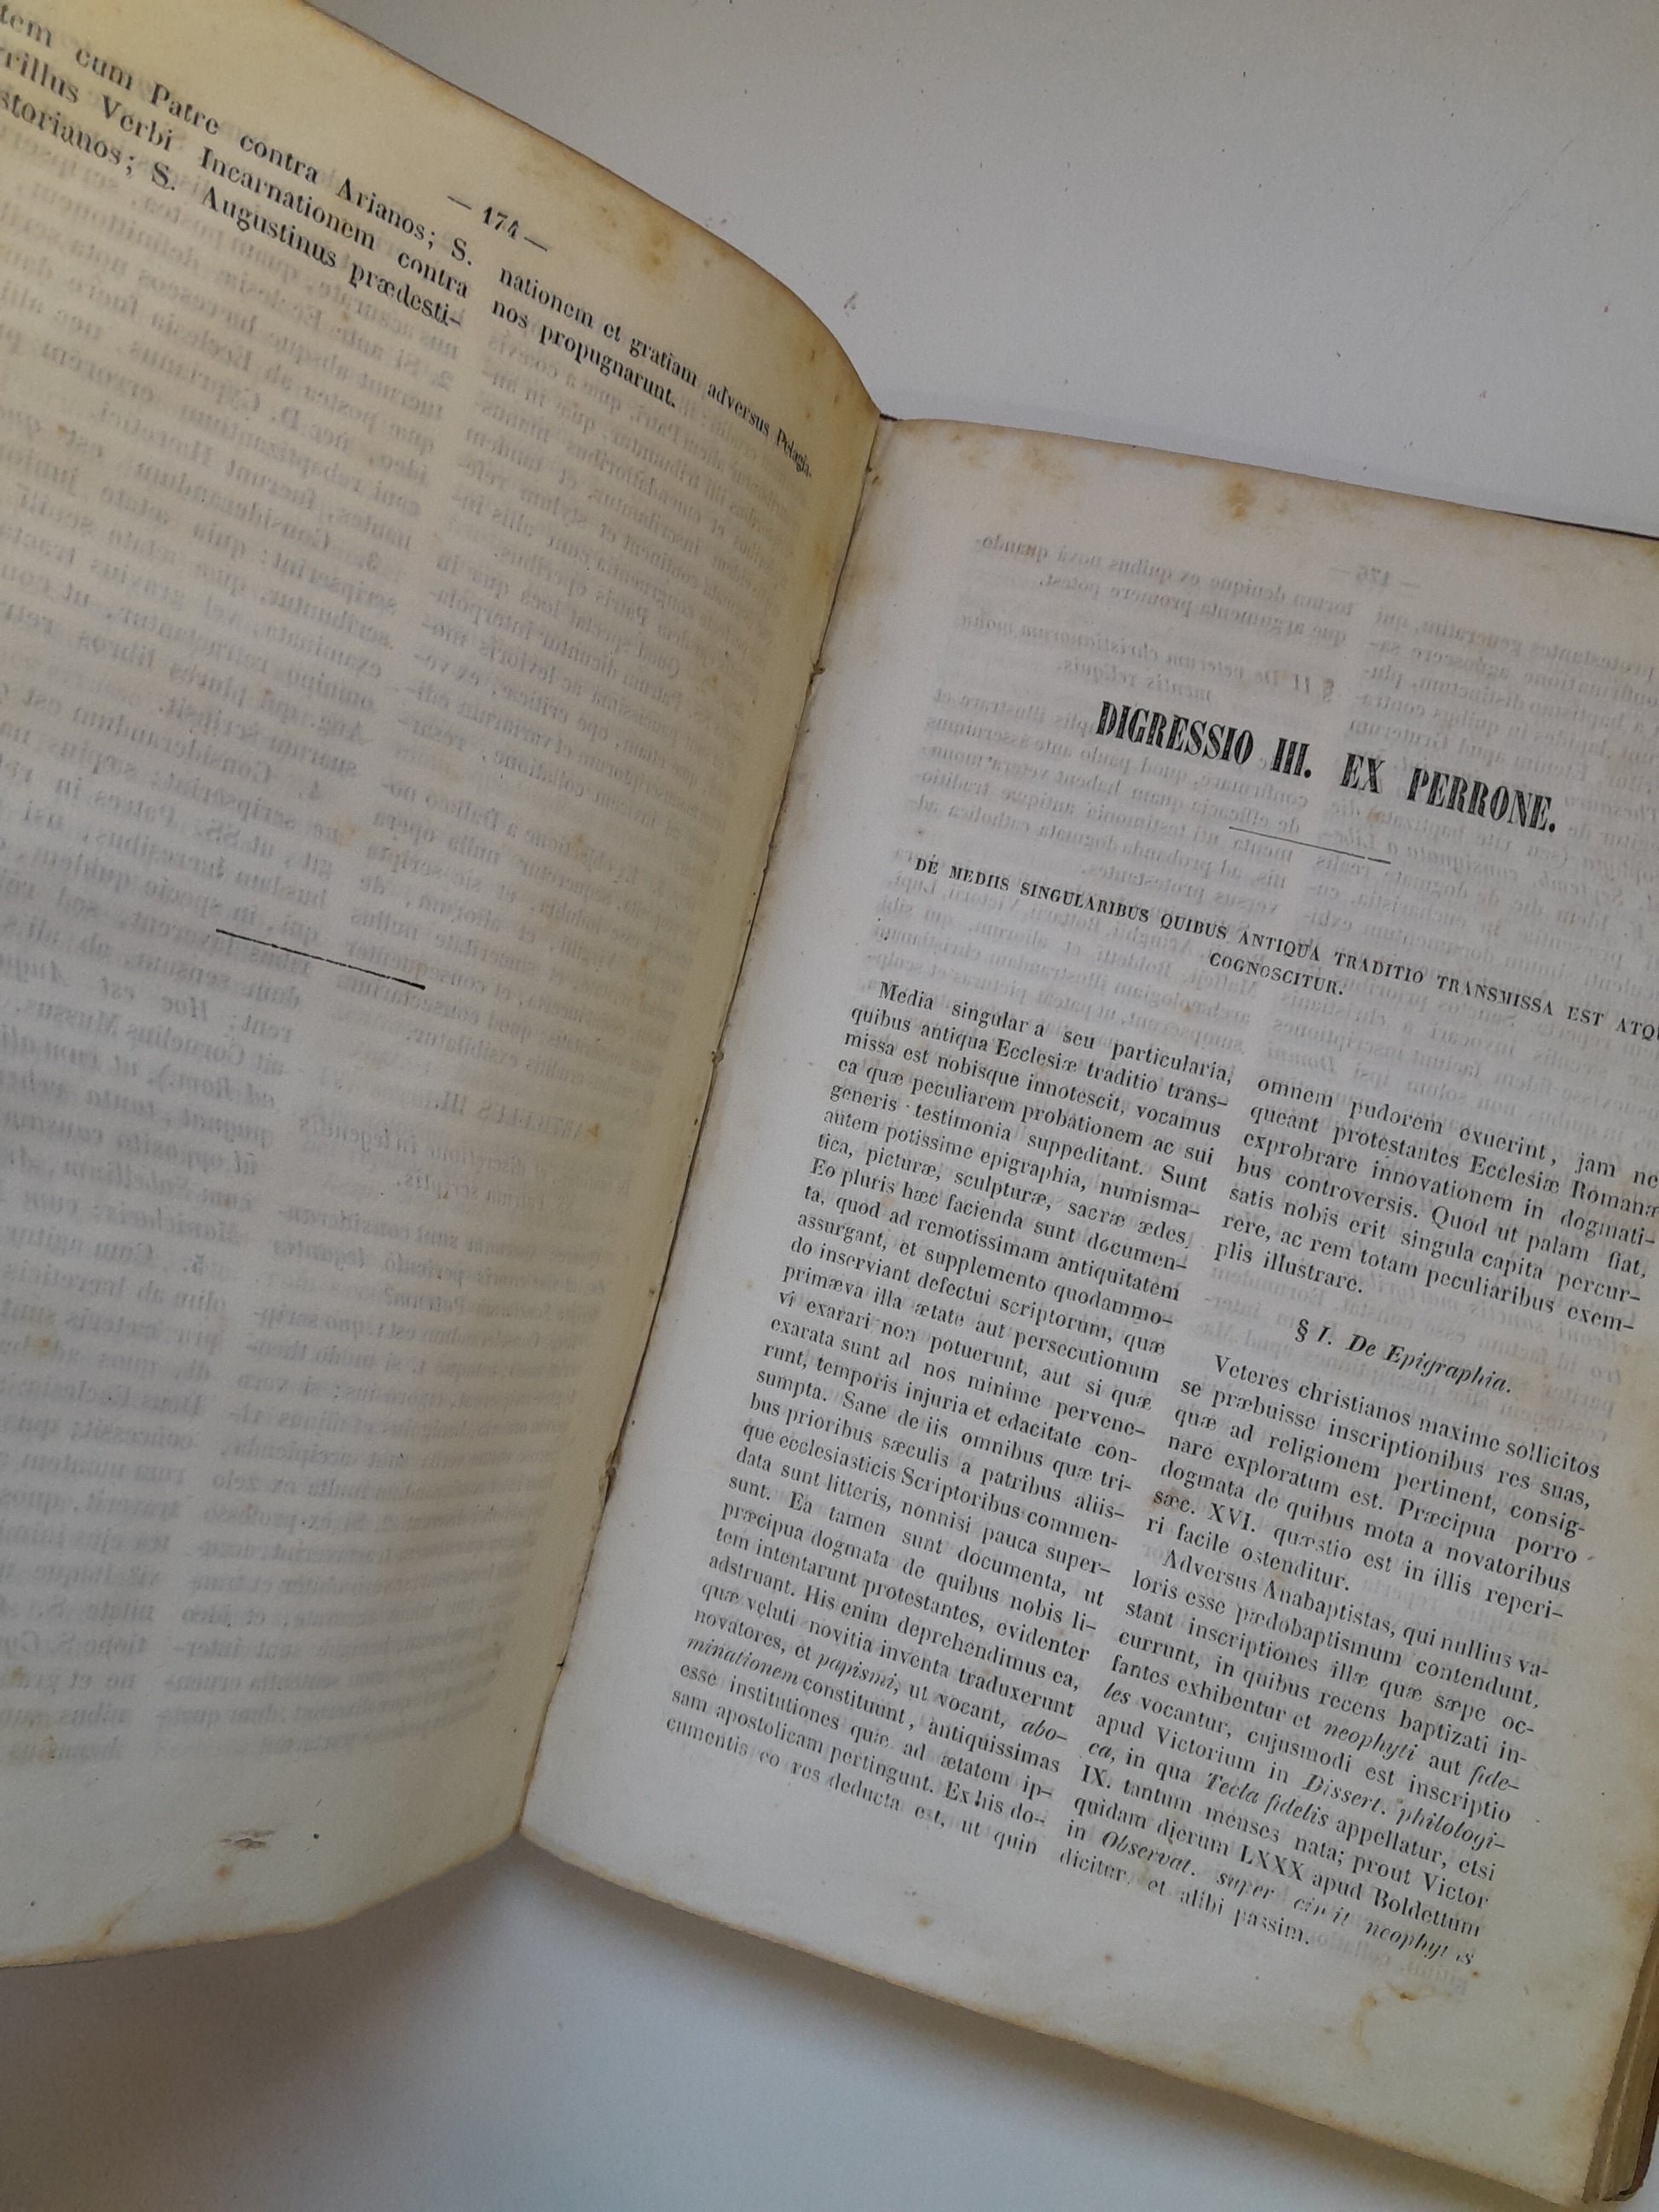 — 174 —
tem cum Patre contra Arianos; S.
rillus Verbi Incarnationem contra
storianos; S. Augustinus prædesti-
nationem et gratiam adversus Pelagia-
nos propugnarunt.
DIGRESSIO III. EX PERRONE.
DE MEDIIS SINGULARIBUS QUIBUS ANTIQUA TRADITIO TRANSMISSA EST ATQU
COGNOSCITUR.
Media singular a seu particularia,
quibus antiqua Ecclesiæ traditio trans-
missa est nobisque innotescit, vocamus
ea quæ peculiarem probationem ac sui
generis testimonia suppeditant. Sunt
autem potissime epigraphia, numisma-
tica, picturæ, sculpturæ, sacræ ædes.
Eo pluris hæc facienda sunt documen-
ta, quod ad remotissimam antiquitatem
assurgant, et supplemento quodammo-
do inserviant defectui scriptorum, quæ
primæva illa ætate aut persecutionum
vi exarari non potuerunt, aut si quæ
exarata sunt ad nos minime pervene-
runt, temporis injuria et edacitate con-
sumpta. Sane de iis omnibus quæ tri-
bus prioribus sæculis a patribus aliis-
que ecclesiasticis Scriptoribus commen-
data sunt litteris, nonnisi pauca super-
sunt. Ea tamen sunt documenta, ut
præcipua dogmata de quibus nobis li-
tem intentarunt protestantes, evidenter
adstruant. His enim deprehendimus ea,
quæ veluti novitia inventa traduxerunt
novatores, et papismi, ut vocant, abo-
minationem constituunt, antiquissimas
esse institutiones quæ ad ætatem ip-
sam apostolicam pertingunt. Ex his do-
cumentis eo res deducta est, ut quin
omnem pudorem exuerint, jam ne
queant protestantes Ecclesiæ Romanæ
exprobrare innovationem in dogmati-
bus controversis. Quod ut palam fiat,
satis nobis erit singula capita percur-
rere, ac rem totam peculiaribus exem-
plis illustrare.
§ I. De Epigraphia.
Veteres christianos maxime sollicitos
se præbuisse inscriptionibus res suas,
quæ ad religionem pertinent, consig-
nare exploratum est. Præcipua porro
dogmata de quibus mota a novatoribus
sæc. XVI. quæstio est in illis reperi-
ri facile ostenditur.
Adversus Anabaptistas, qui nullius va-
loris esse pædobaptismum contendunt,
stant inscriptiones illæ quæ sæpe oc-
currunt, in quibus recens baptizati in-
fantes exhibentur et neophyti aut fide-
les vocantur, cujusmodi est inscriptio
apud Victorium in Dissert. philologi-
ca, in qua Tecla fidelis appellatur, etsi
IX. tantum menses nata; prout Victor
quidam dierum LXXX apud Boldettum
in Observat. super cimit neophytus
dicitur, et alibi passim.